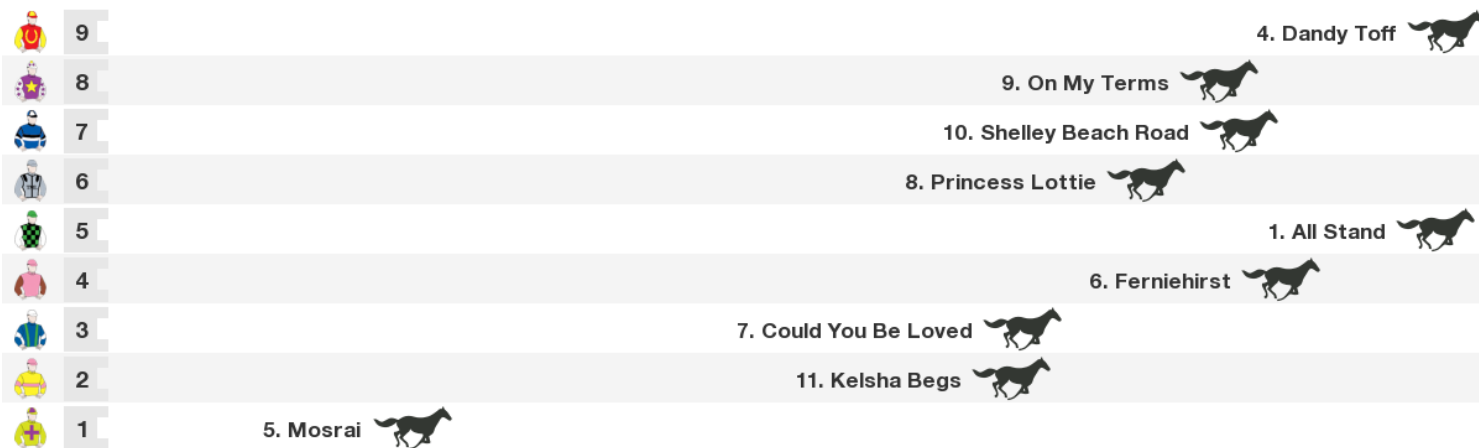 9 4. Dandy Toff
8 9. On My Terms
7 10. Shelley Beach Road
6 8. Princess Lottie
5 1. All Stand
4 6. Ferniehirst
3 7. Could You Be Loved
2 11. Kelsha Begs
1 5. Mosrai